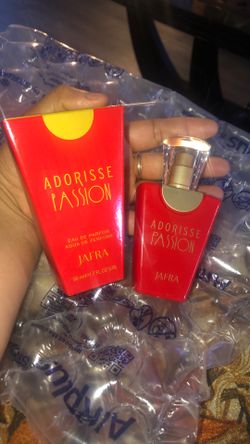 ADORISSE
PASSION
EAU DE PARFUM
AGUA DE PERFUME
JAFRA
ADORISSE
PASSION
JAFRA
AIRplus